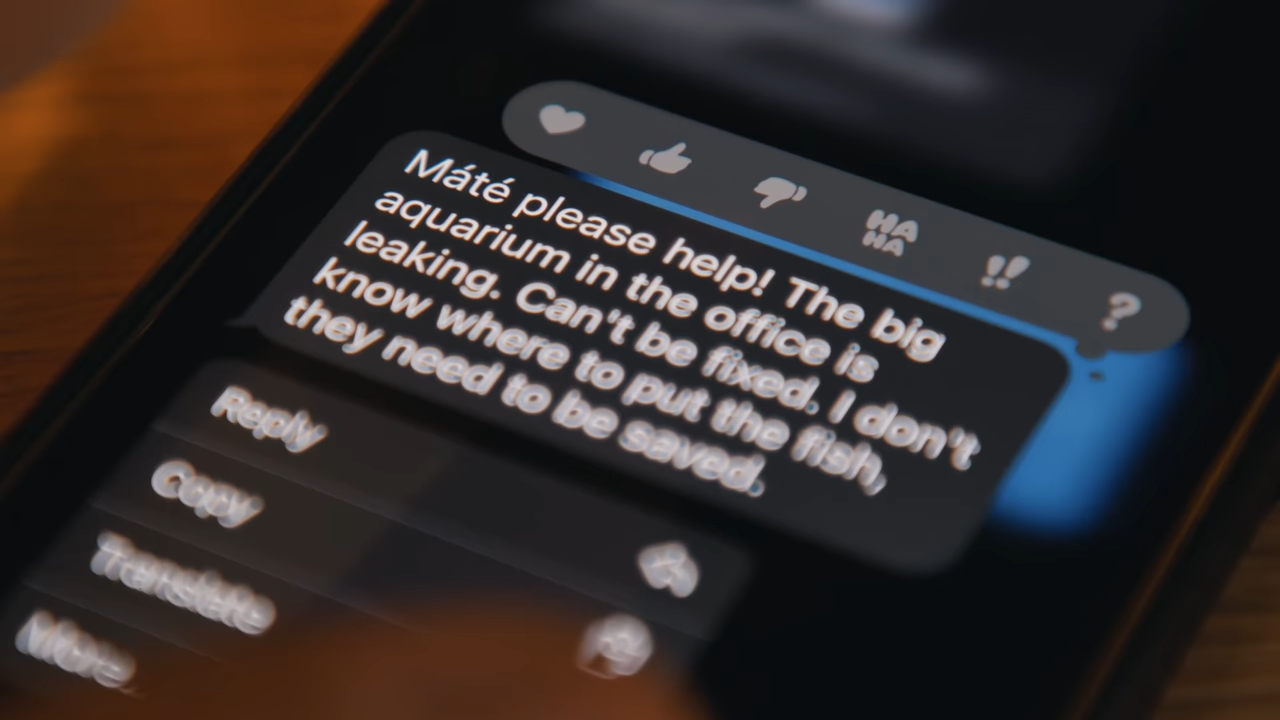 HA
HA
!!
?
Máté please help! The big
aquarium in the office is
leaking. Can't be fixed. I don't
know where to put the fish,
they need to be saved.
Reply
Copy
Translate
More